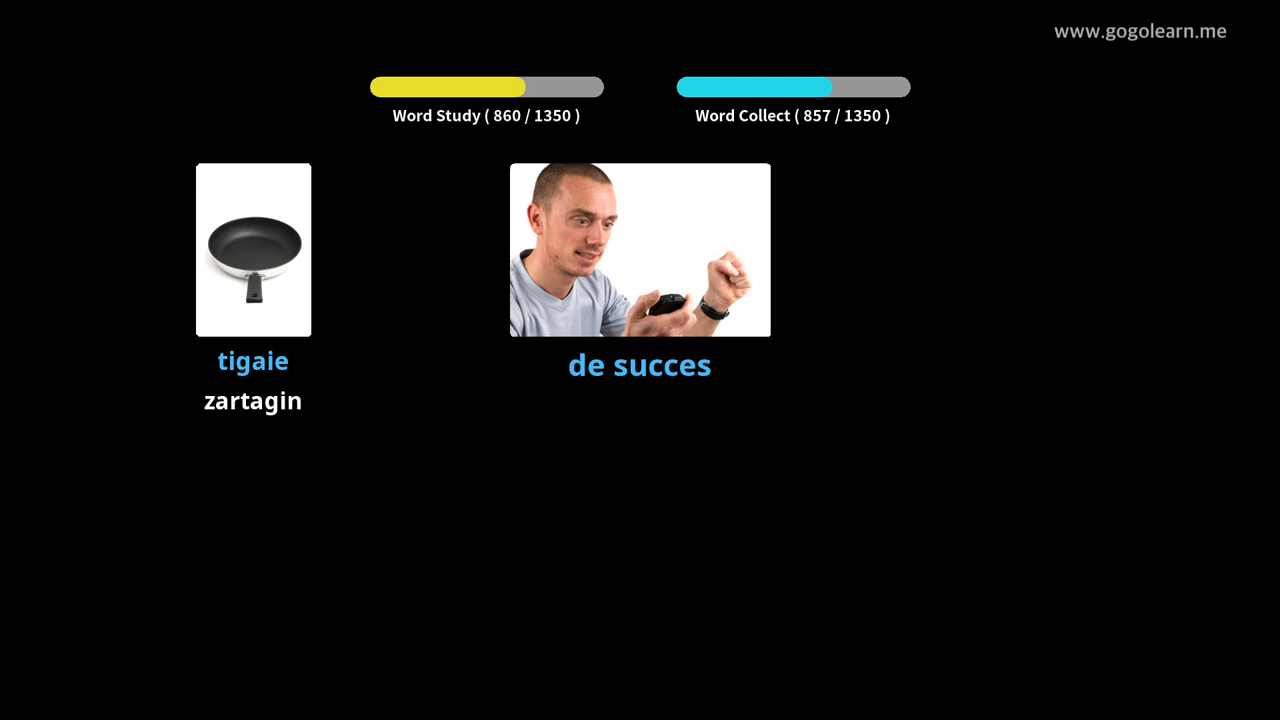 www.gogolearn.me
Word Study ( 860 / 1350 )
Word Collect ( 857 / 1350 )
tigaie
zartagin
de succes